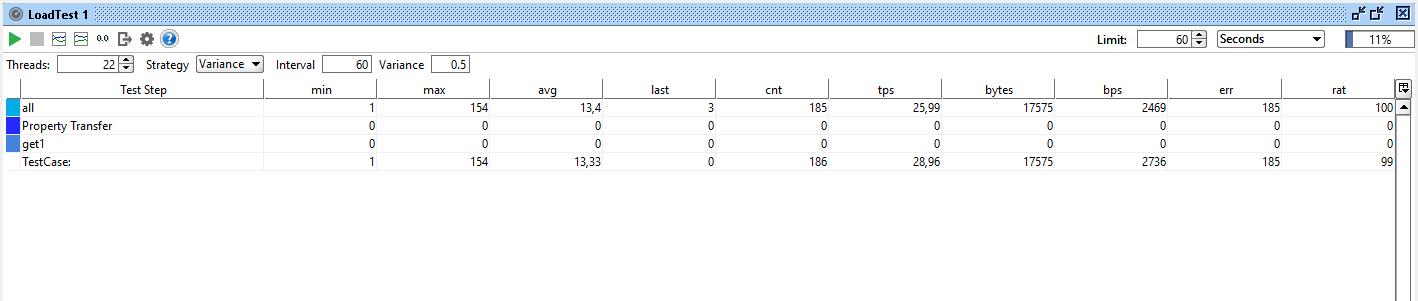 LoadTest 1
0.0 ? Limit: 60 Seconds 11%
Threads: 22 Strategy Variance Interval 60 Variance 0.5
Test Step min max avg last cnt tps bytes bps err rat
all 1 154 13,4 3 185 25,99 17575 2469 185 100
Property Transfer 0 0 0 0 0 0 0 0 0 0
get1 0 0 0 0 0 0 0 0 0 0
TestCase: 1 154 13,33 0 186 28,96 17575 2736 185 99